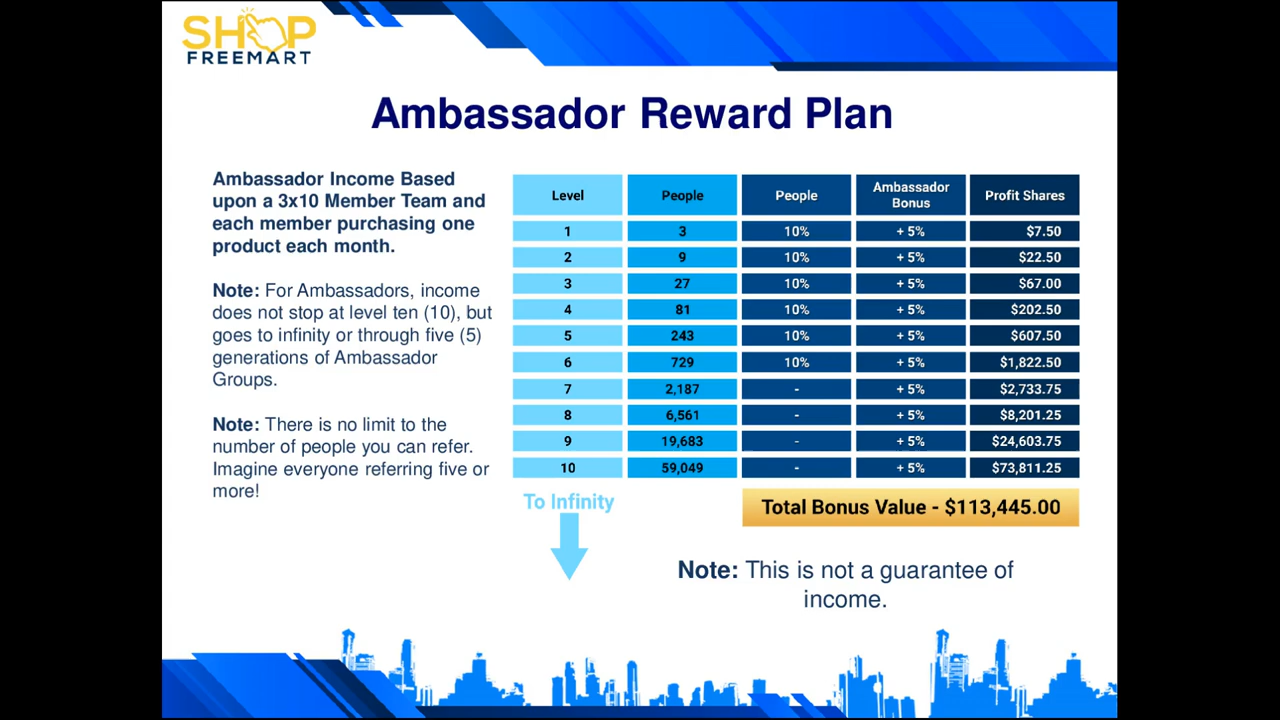 SHOP
FREEMART
Ambassador Reward Plan
Ambassador Income Based
upon a 3x10 Member Team and
each member purchasing one
product each month.
Note: For Ambassadors, income
does not stop at level ten (10), but
goes to infinity or through five (5)
generations of Ambassador
Groups.
Note: There is no limit to the
number of people you can refer.
Imagine everyone referring five or
more!
Level People People Ambassador Bonus Profit Shares
1 3 10% + 5% $7.50
2 9 10% + 5% $22.50
3 27 10% + 5% $67.00
4 81 10% + 5% $202.50
5 243 10% + 5% $607.50
6 729 10% + 5% $1,822.50
7 2,187 - + 5% $2,733.75
8 6,561 - + 5% $8,201.25
9 19,683 - + 5% $24,603.75
10 59,049 - + 5% $73,811.25
To Infinity
Total Bonus Value - $113,445.00
Note: This is not a guarantee of
income.